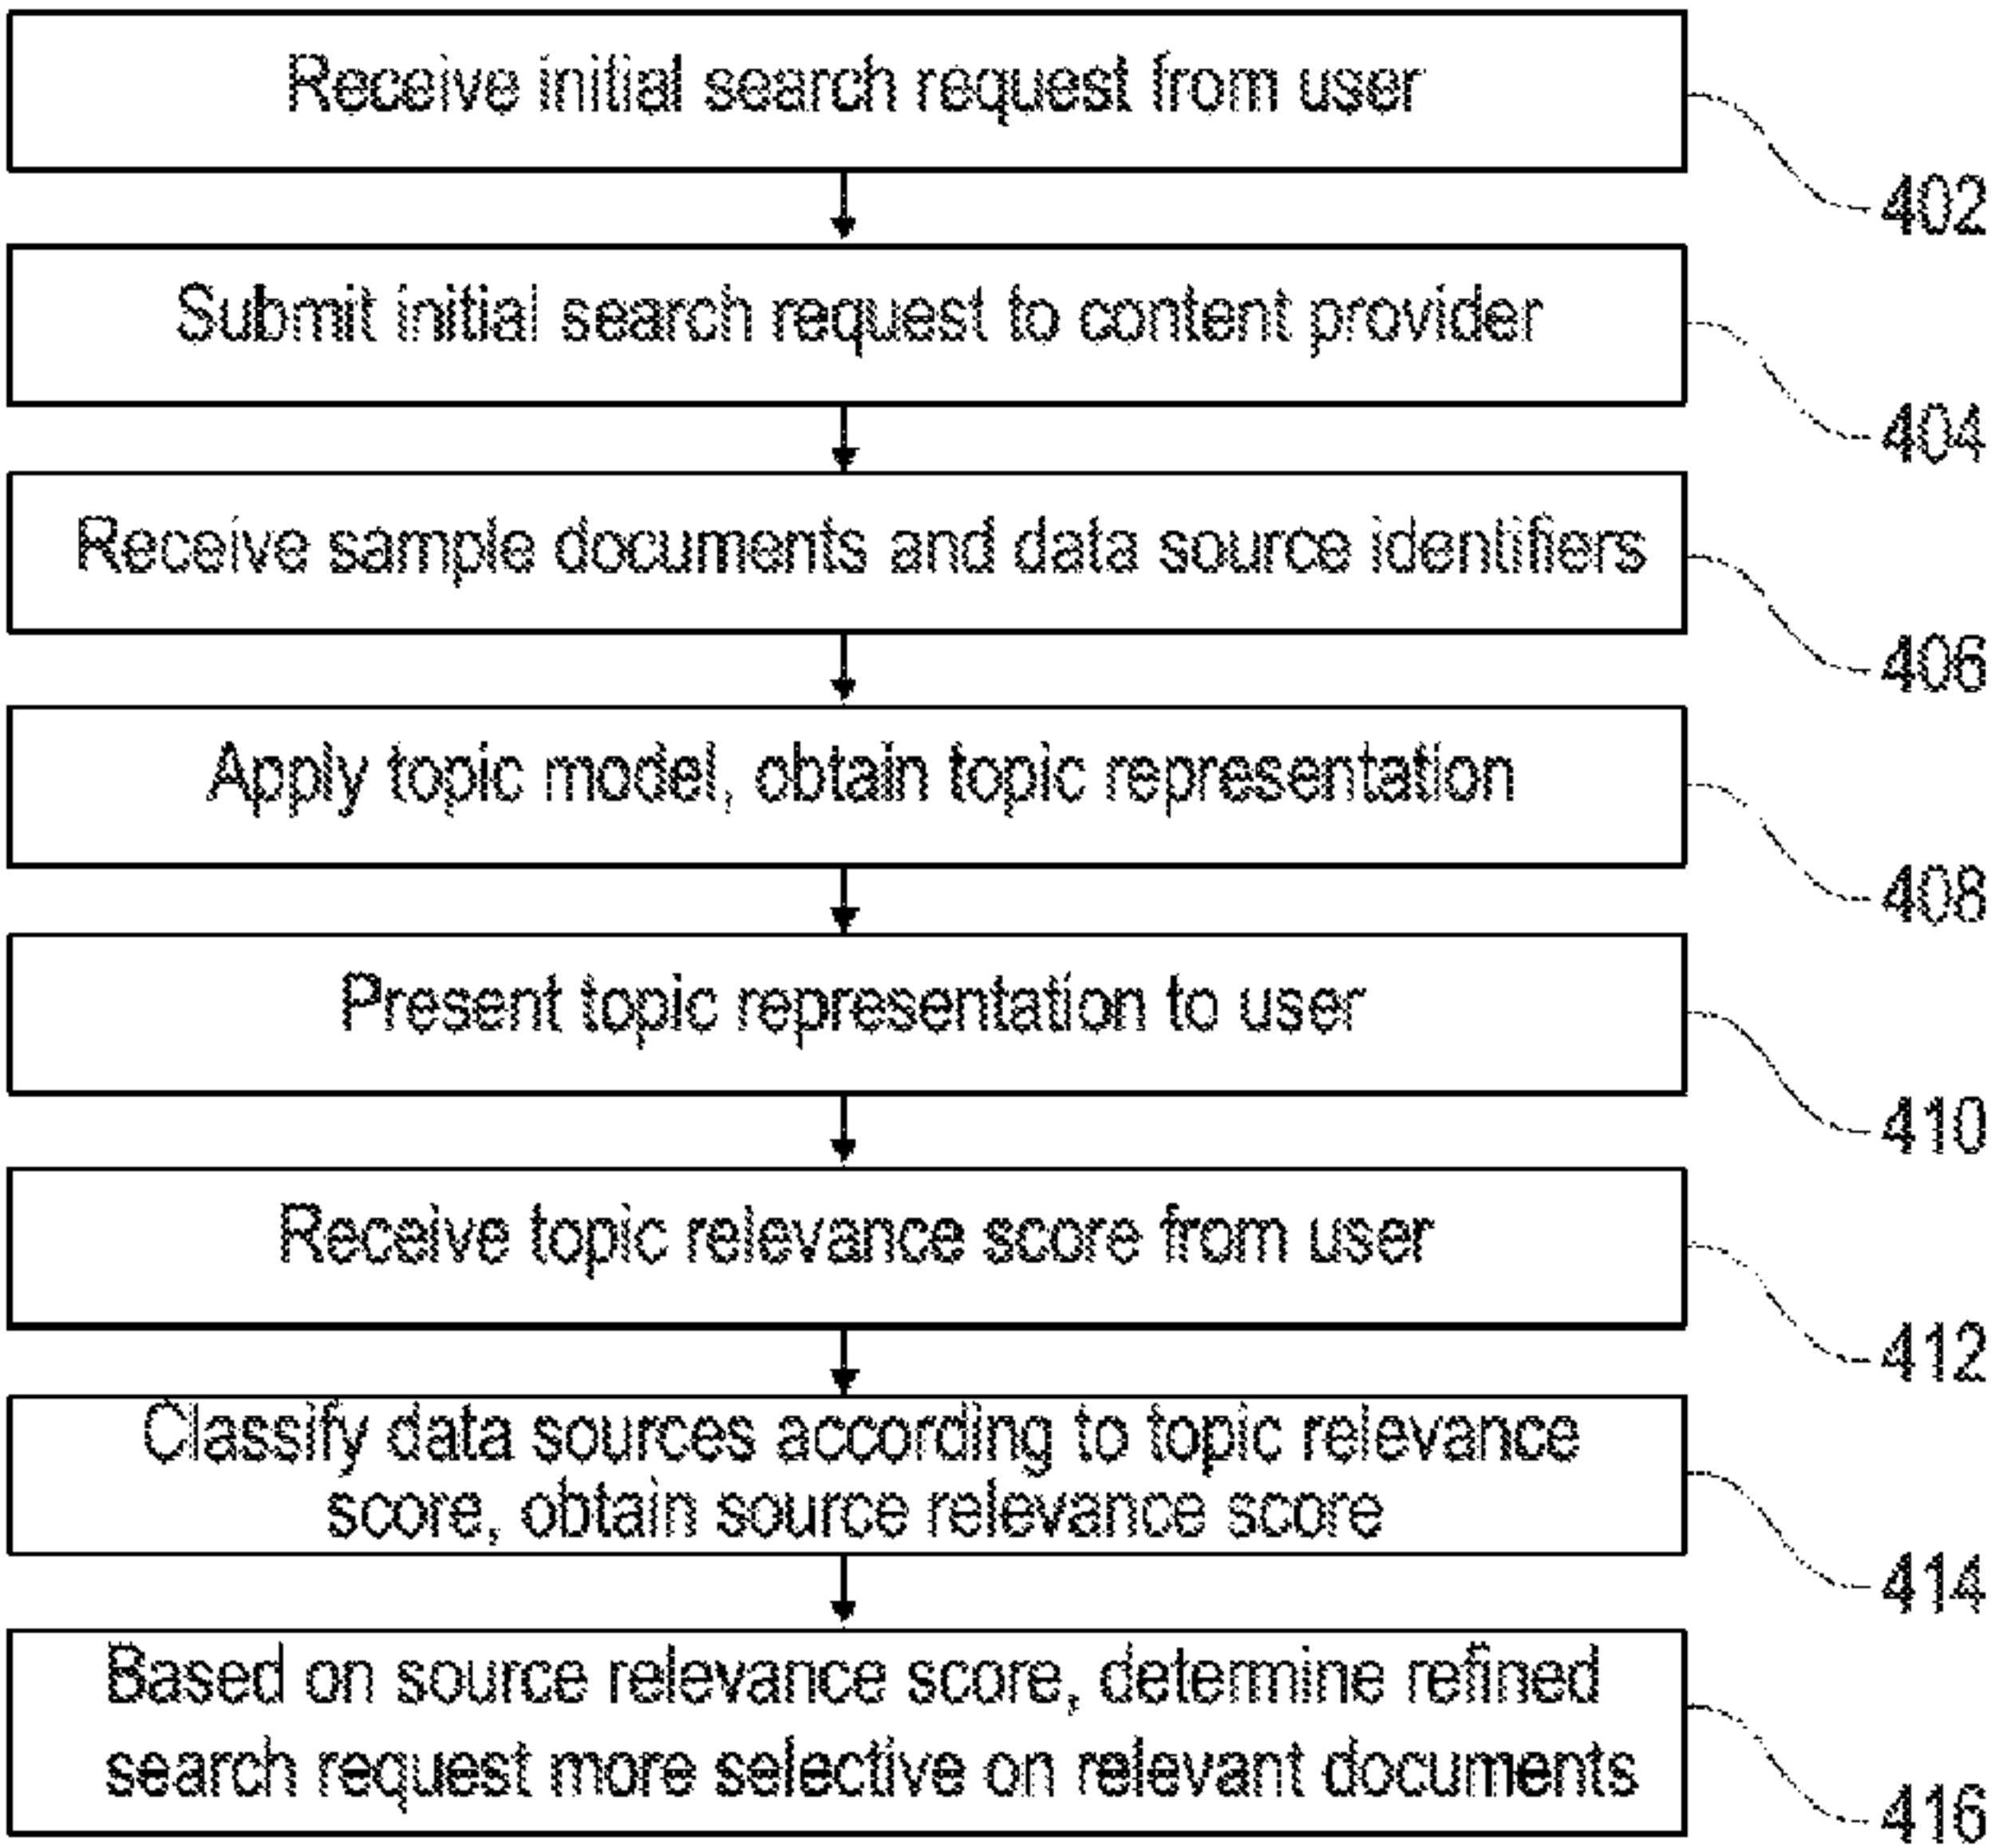 Receive initial search request from user
402
Submit initial search request to content provider
404
Receive sample documents and data source identifiers
406
Apply topic model, obtain topic representation
408
Present topic representation to user
410
Receive topic relevance score from user
412
Classify data sources according to topic relevance
score, obtain source relevance score
414
Based on source relevance score, determine refined
search request more selective on relevant documents
416